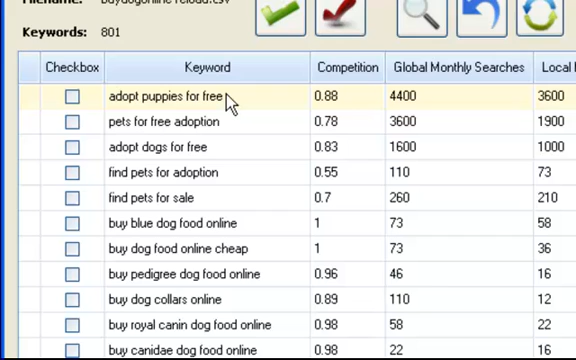 Keywords: 801
Checkbox Keyword Competition Global Monthly Searches Local
adopt puppies for free 0.88 4400 3600
pets for free adoption 0.78 3600 1900
adopt dogs for free 0.83 1600 1000
find pets for adoption 0.55 110 73
find pets for sale 0.7 260 210
buy blue dog food online 1 73 58
buy dog food online cheap 1 73 36
buy pedigree dog food online 0.96 46 16
buy dog collars online 0.89 110 12
buy royal canin dog food online 0.98 58 22
buy canidae dog food online 0.98 22 16